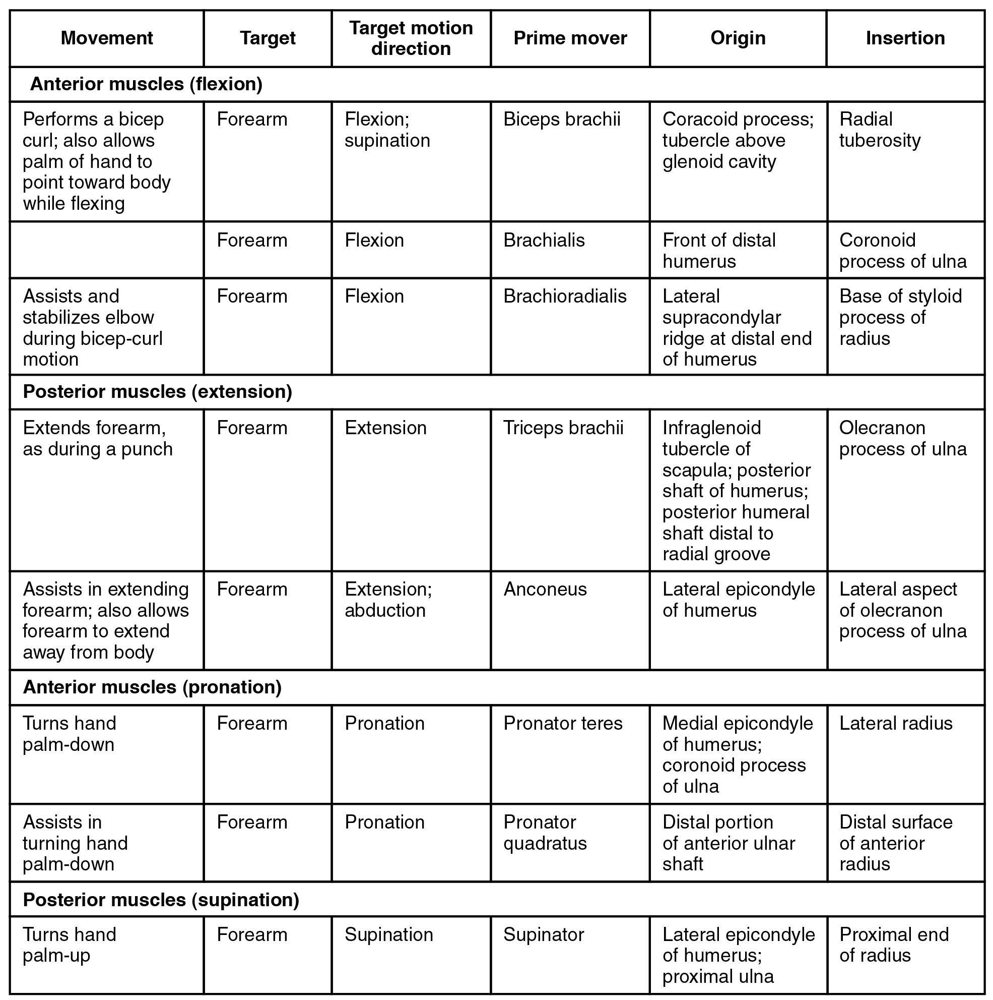 Movement
Target
Target motion
direction
Prime mover
Origin
Insertion
Anterior muscles (flexion)
Performs a bicep
curl; also allows
palm of hand to
point toward body
while flexing
Forearm
Flexion;
supination
Biceps brachii
Coracoid process;
tubercle above
glenoid cavity
Radial
tuberosity
Forearm
Flexion
Brachialis
Front of distal
humerus
Coronoid
process of ulna
Assists and
stabilizes elbow
during bicep-curl
motion
Forearm
Flexion
Brachioradialis
Lateral
supracondylar
ridge at distal end
of humerus
Base of styloid
process of
radius
Posterior muscles (extension)
Extends forearm,
as during a punch
Forearm
Extension
Triceps brachii
Infraglenoid
tubercle of
scapula; posterior
shaft of humerus;
posterior humeral
shaft distal to
radial groove
Olecranon
process of ulna
Assists in extending
forearm; also allows
forearm to extend
away from body
Forearm
Extension;
abduction
Anconeus
Lateral epicondyle
of humerus
Lateral aspect
of olecranon
process of ulna
Anterior muscles (pronation)
Turns hand
palm-down
Forearm
Pronation
Pronator teres
Medial epicondyle
of humerus;
coronoid process
of ulna
Lateral radius
Assists in
turning hand
palm-down
Forearm
Pronation
Pronator
quadratus
Distal portion
of anterior ulnar
shaft
Distal surface
of anterior
radius
Posterior muscles (supination)
Turns hand
palm-up
Forearm
Supination
Supinator
Lateral epicondyle
of humerus;
proximal ulna
Proximal end
of radius